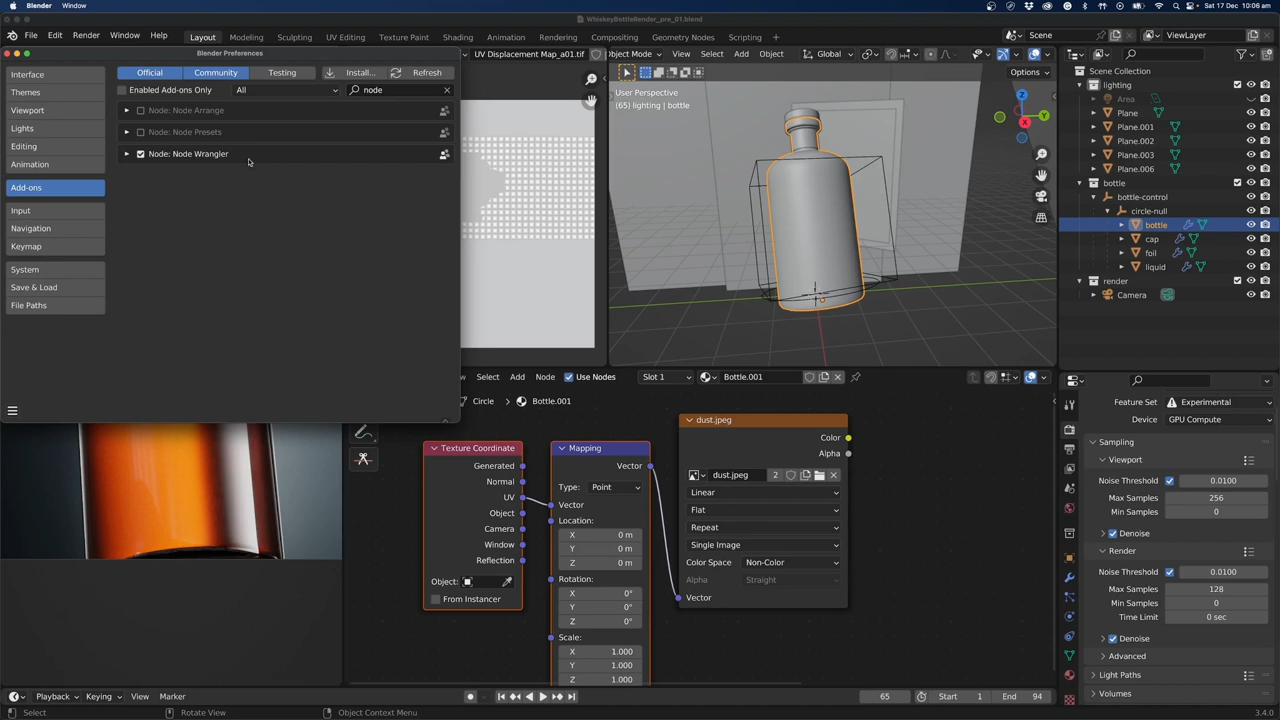 Blender Window
Sat 17 Dec 10:06 am
WhiskeyBottleRender_pre_01.blend
File Edit Render Window Help
Layout Modeling Sculpting UV Editing Texture Paint Shading Animation Rendering Compositing Geometry Nodes Scripting
Scene ViewLayer
Blender Preferences
UV Displacement Map_a01.tif
Object Mode View Select Add Object Global
Options
Interface
Themes
Viewport
Lights
Editing
Animation
Add-ons
Input
Navigation
Keymap
System
Save & Load
File Paths
Official Community Testing Install... Refresh
Enabled Add-ons Only All node
Node: Node Arrange
Node: Node Presets
Node: Node Wrangler
User Perspective
(65) lighting | bottle
Z
Y
X
Scene Collection
lighting
Area
Plane
Plane.001
Plane.002
Plane.003
Plane.006
bottle
bottle-control
circle-null
bottle
cap
foil
liquid
render
Camera
Select Add Node Use Nodes Slot 1 Bottle.001
Circle > Bottle.001
Texture Coordinate
Generated
Normal
UV
Object
Camera
Window
Reflection
Object:
From Instancer
Mapping
Vector
Type: Point
Vector
Location:
X 0 m
Y 0 m
Z 0 m
Rotation:
X 0°
Y 0°
Z 0°
Scale:
X 1.000
Y 1.000
Z 1.000
dust.jpeg
Color
Alpha
dust.jpeg 2
Linear
Flat
Repeat
Single Image
Color Space Non-Color
Alpha Straight
Vector
Feature Set Experimental
Device GPU Compute
Sampling
Viewport
Noise Threshold 0.0100
Max Samples 256
Min Samples 0
Denoise
Render
Noise Threshold 0.0100
Max Samples 128
Min Samples 0
Time Limit 0 sec
Denoise
Advanced
Light Paths
Volumes
Playback Keying View Marker
65 Start 1 End 94
Select Rotate View Object Context Menu
3.4.0